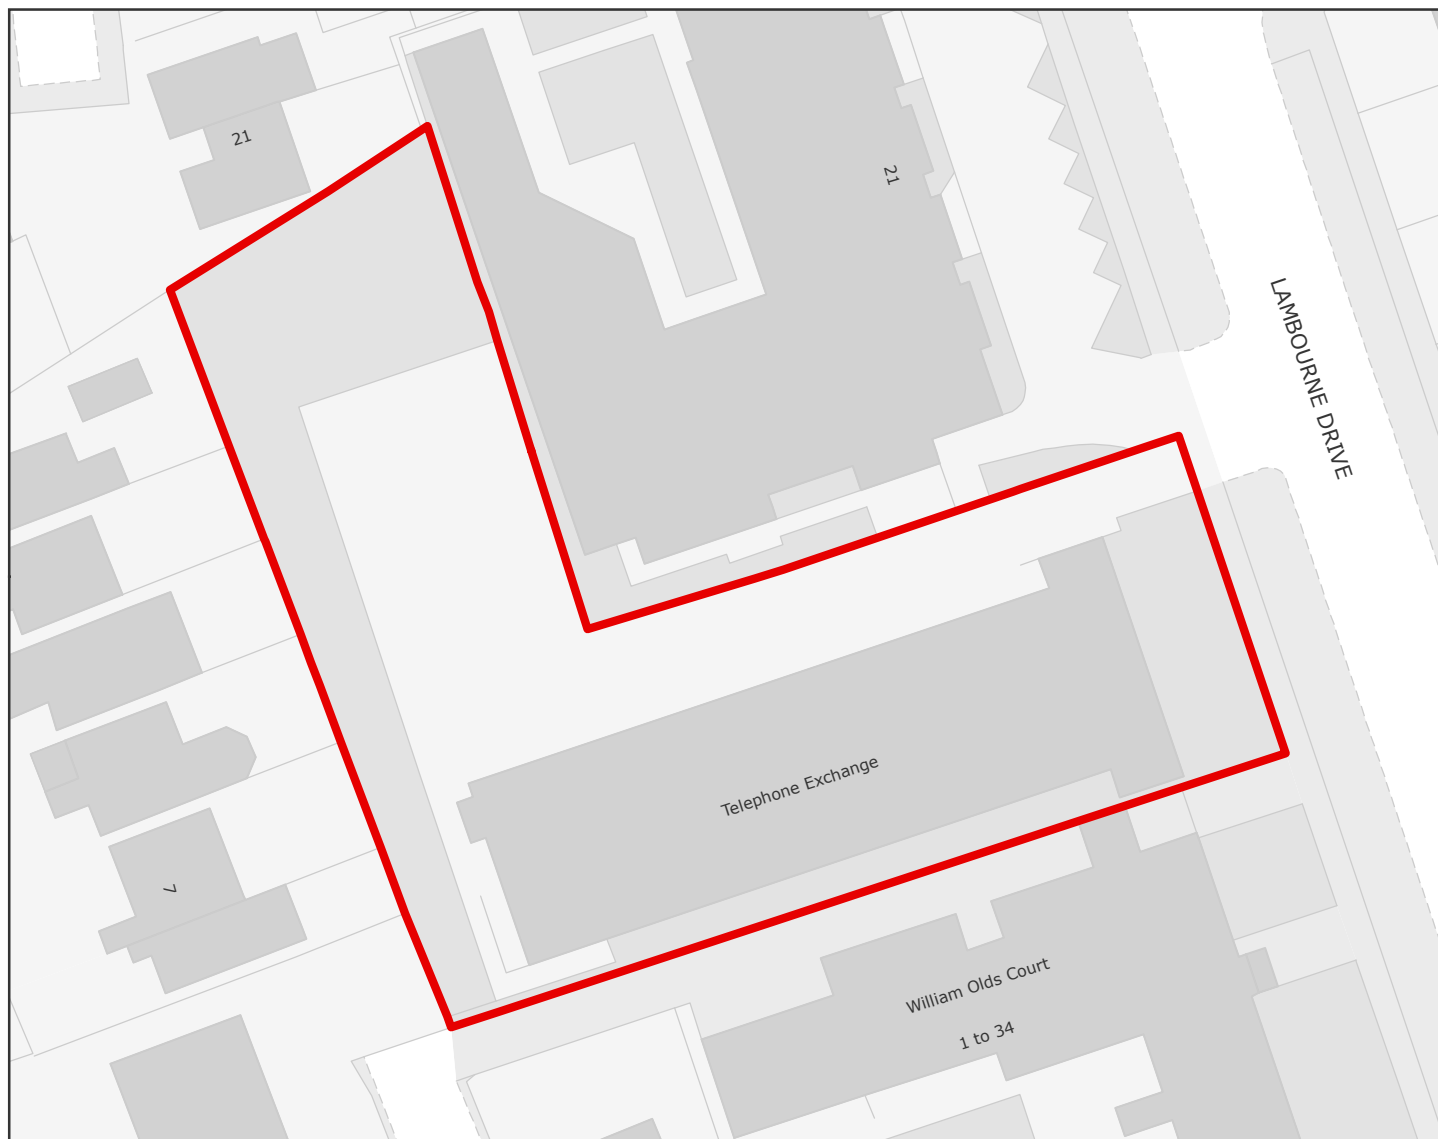 21
21
LAMBOURNE DRIVE
Telephone Exchange
7
William Olds Court
1 to 34